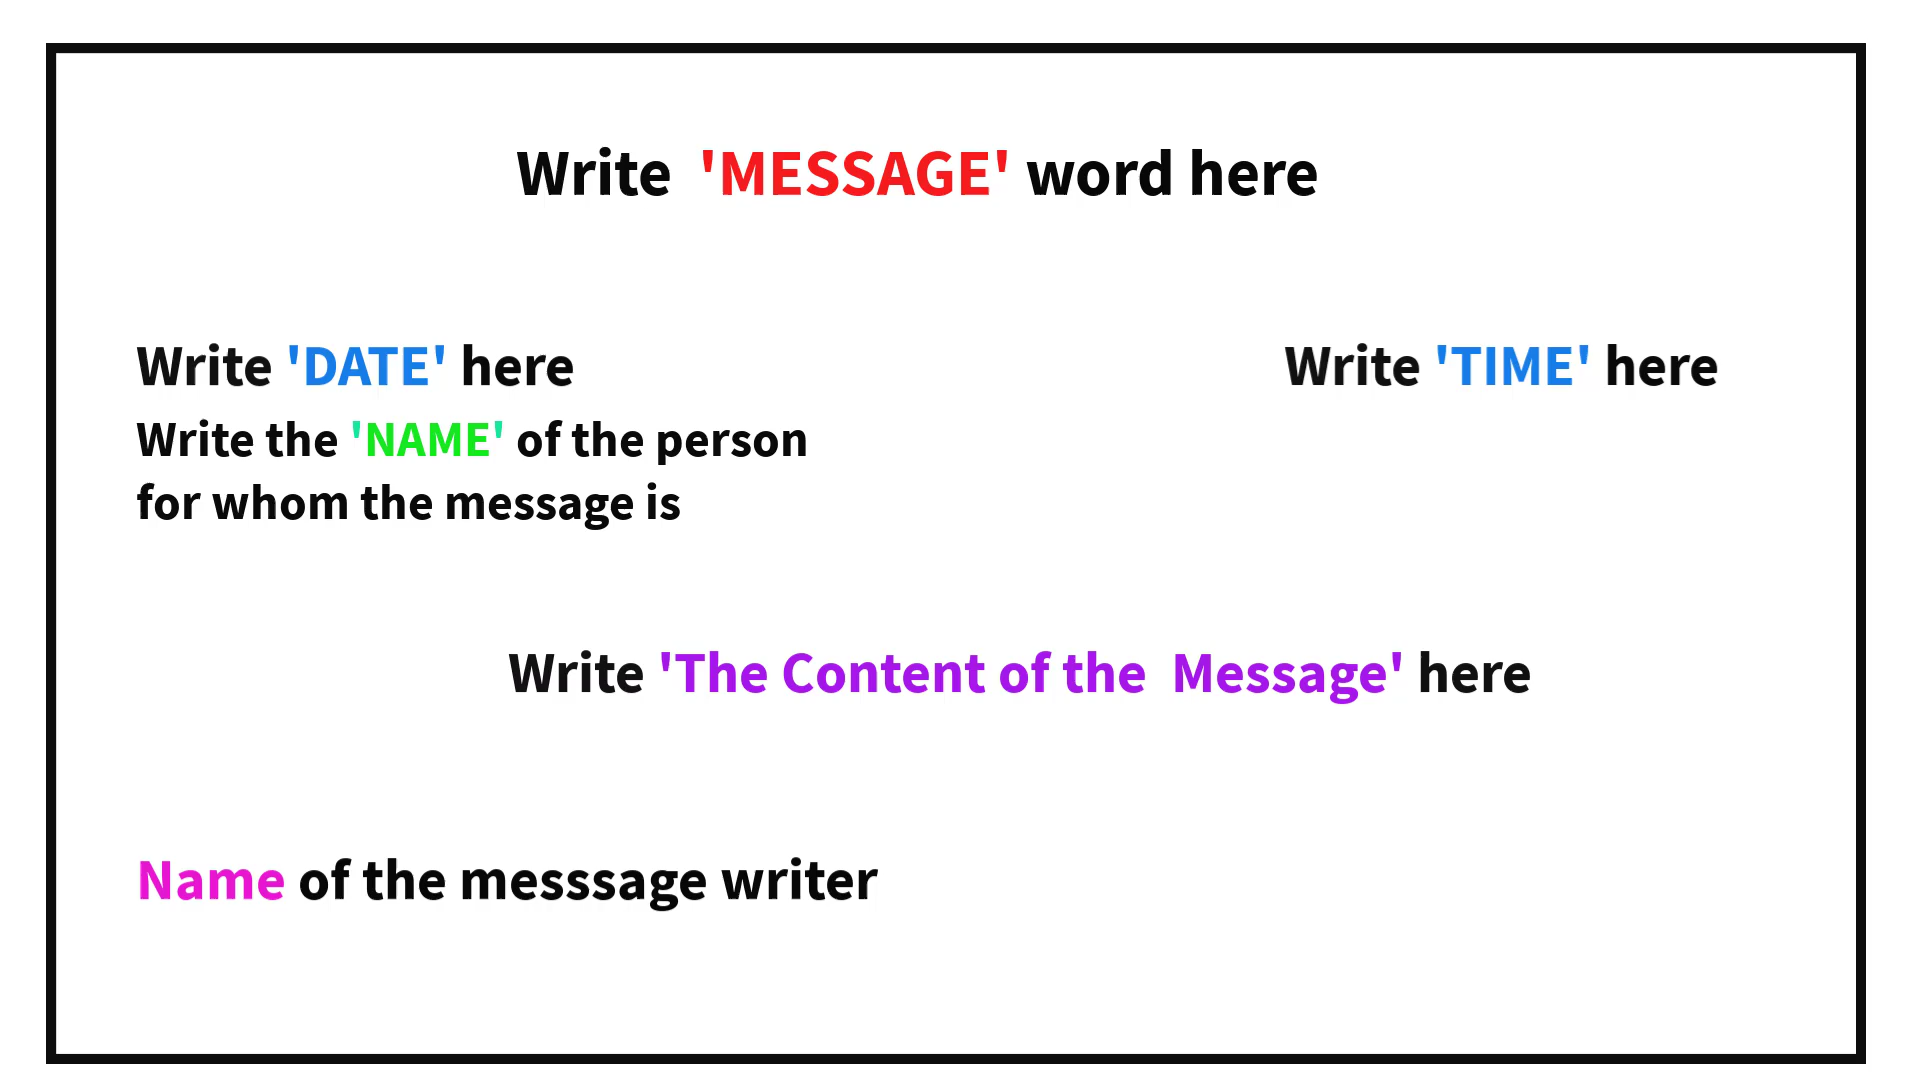 Write 'MESSAGE' word here
Write 'DATE' here
Write 'TIME' here
Write the 'NAME' of the person
for whom the message is
Write 'The Content of the Message' here
Name of the messsage writer